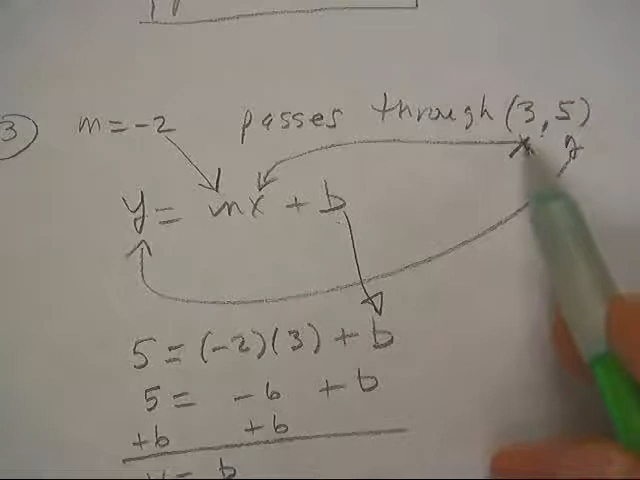 3 m = -2 passes through (3, 5)
x y
y = mx + b
5 = (-2)(3) + b
5 = -6 + b
+6 +6
= b